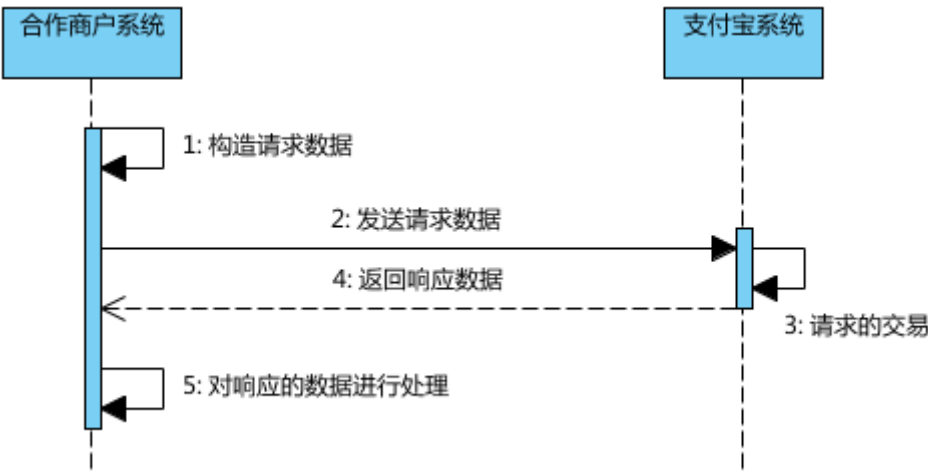 合作商户系统
支付宝系统
1: 构造请求数据
2: 发送请求数据
4: 返回响应数据
3: 请求的交易
5: 对响应的数据进行处理